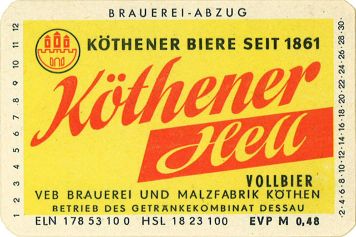 BRAUEREI-ABZUG
KÖTHENER BIERE SEIT 1861
Köthener
Hell
VOLLBIER
VEB BRAUEREI UND MALZFABRIK KÖTHEN
BETRIEB DES GETRÄNKEKOMBINAT DESSAU
ELN 178 53 10 0 HSL 18 23 100 EVP M 0,48
1 2 3 4 5 6 7 8 9 10 11 12
2-4-6-8-10-12-14-16-18-20-22-24-26-28-30-